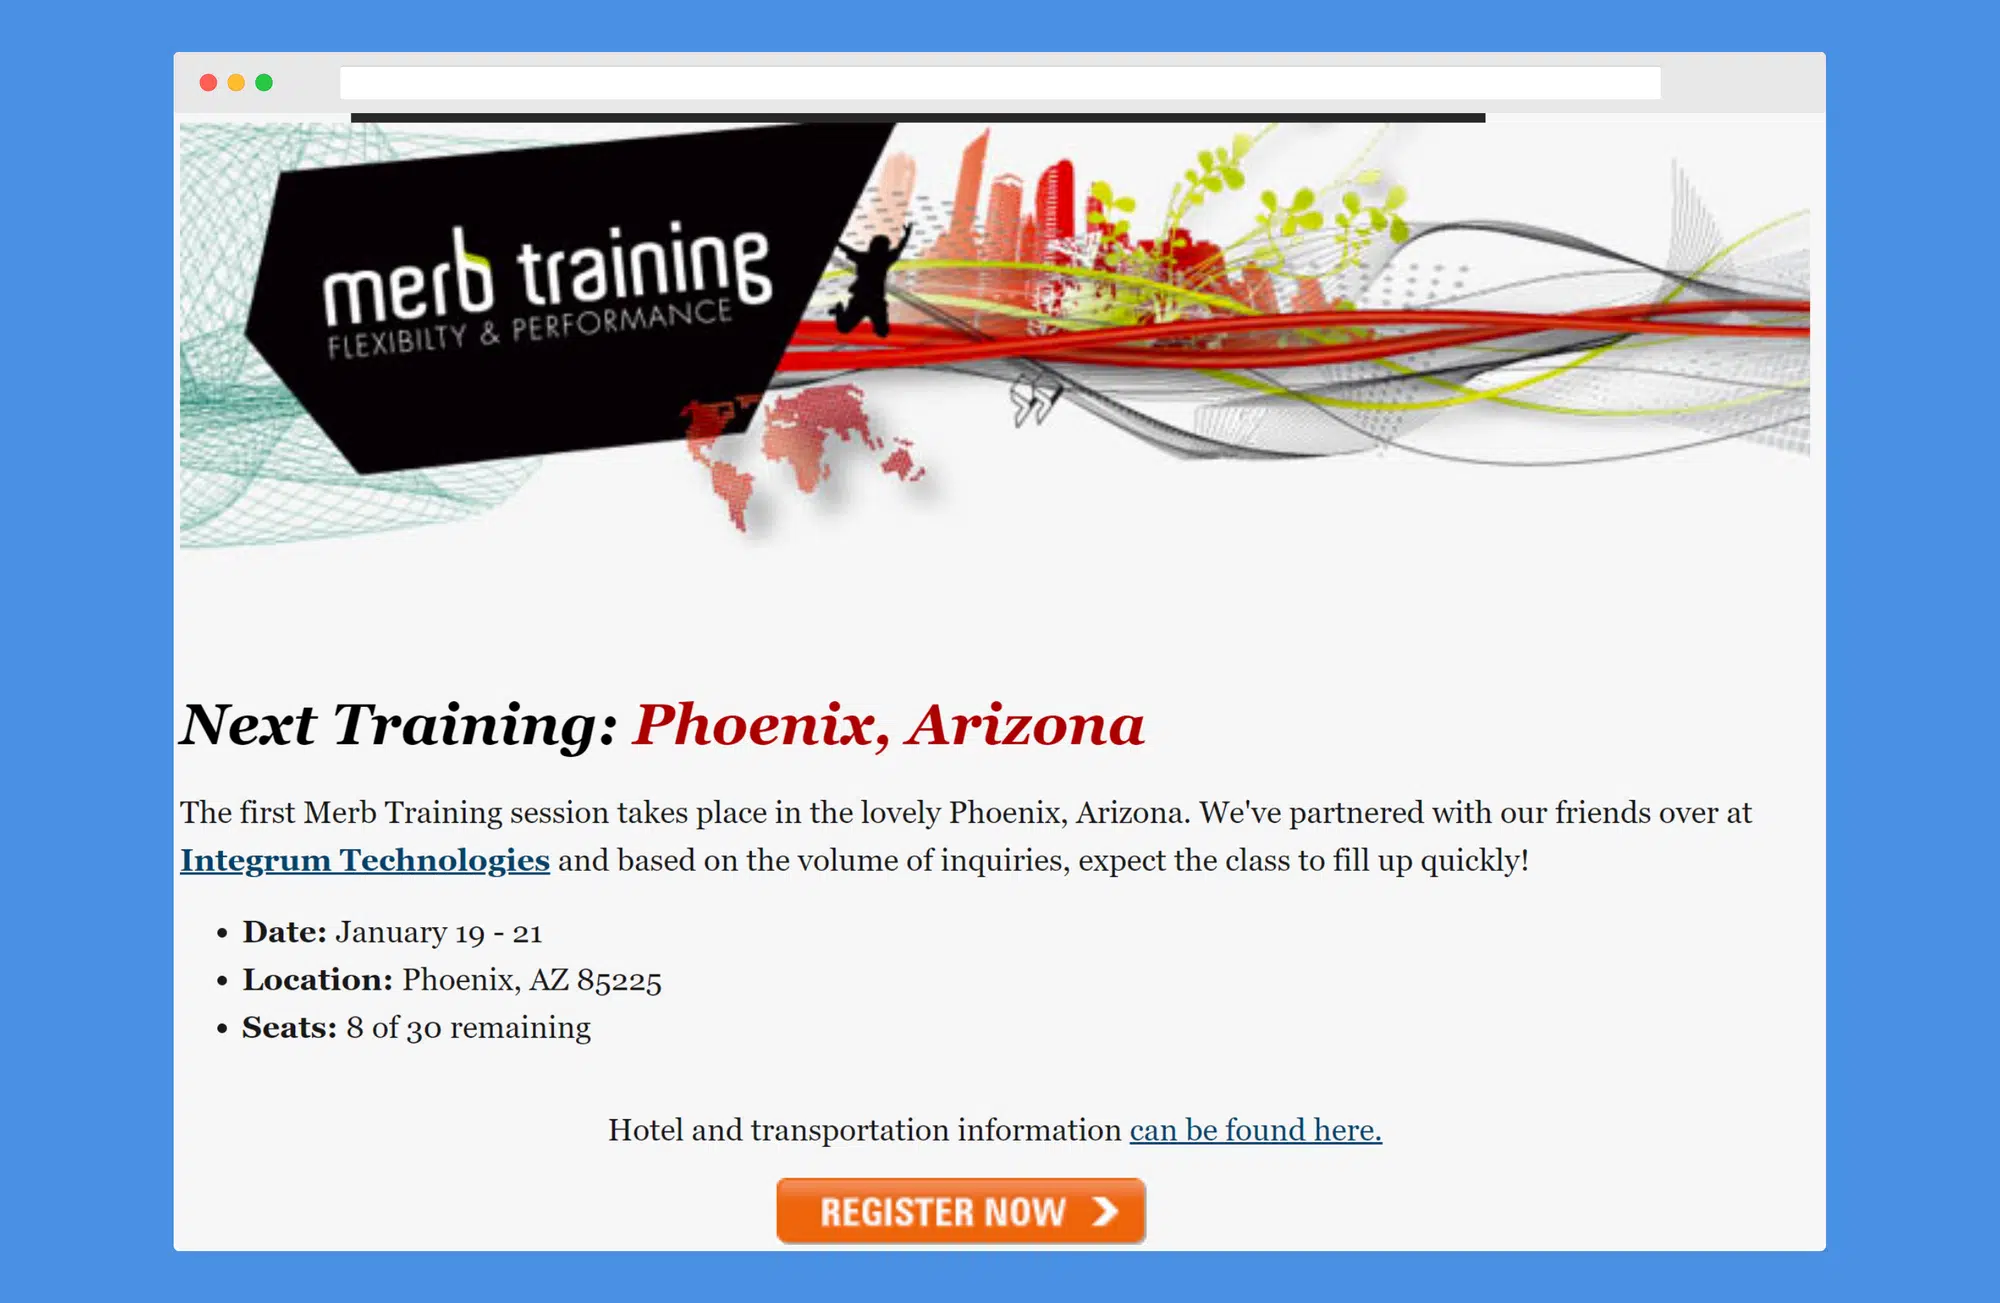 merb training
FLEXIBILTY & PERFORMANCE
Next Training: Phoenix, Arizona
The first Merb Training session takes place in the lovely Phoenix, Arizona. We've partnered with our friends over at
Integrum Technologies and based on the volume of inquiries, expect the class to fill up quickly!
• Date: January 19 - 21
• Location: Phoenix, AZ 85225
• Seats: 8 of 30 remaining
Hotel and transportation information can be found here.
REGISTER NOW